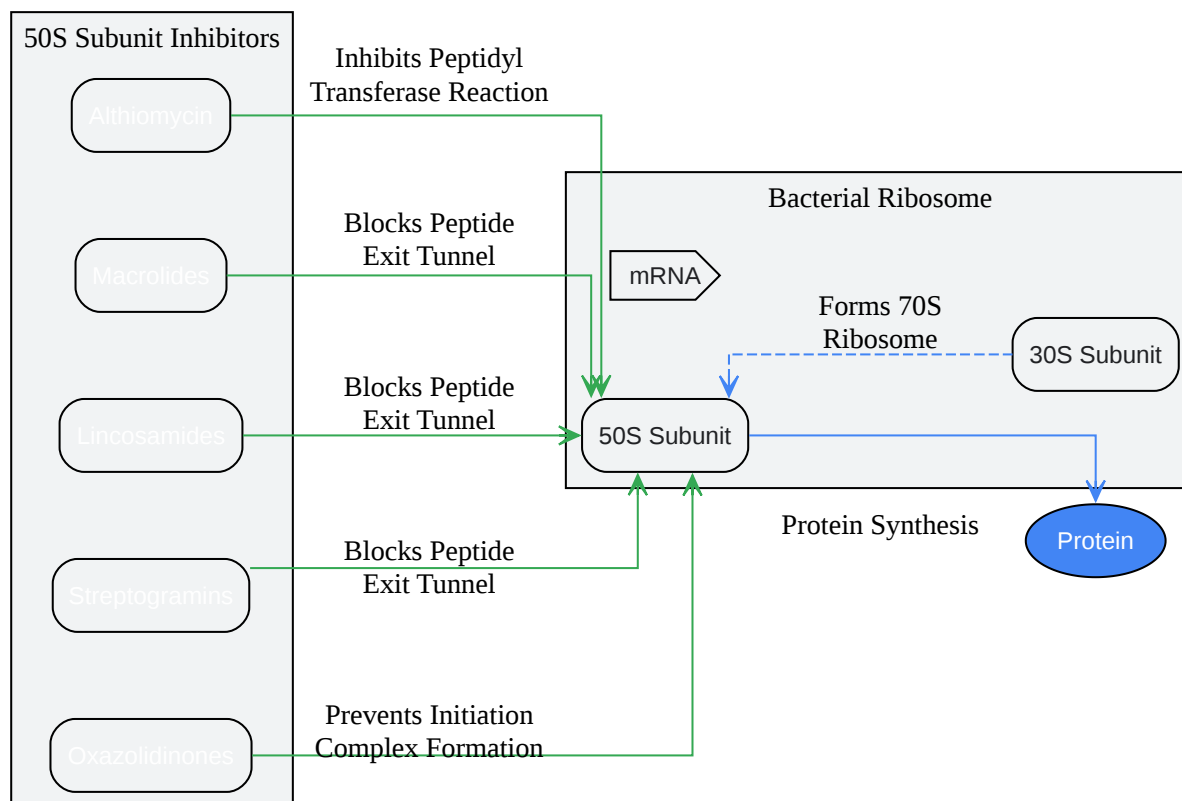 50S Subunit Inhibitors
Althiomycin
Macrolides
Lincosamides
Streptogramins
Oxazolidinones
Inhibits Peptidyl
Transferase Reaction
Blocks Peptide
Exit Tunnel
Blocks Peptide
Exit Tunnel
Blocks Peptide
Exit Tunnel
Prevents Initiation
Complex Formation
Bacterial Ribosome
mRNA
Forms 70S
Ribosome
30S Subunit
50S Subunit
Protein Synthesis
Protein